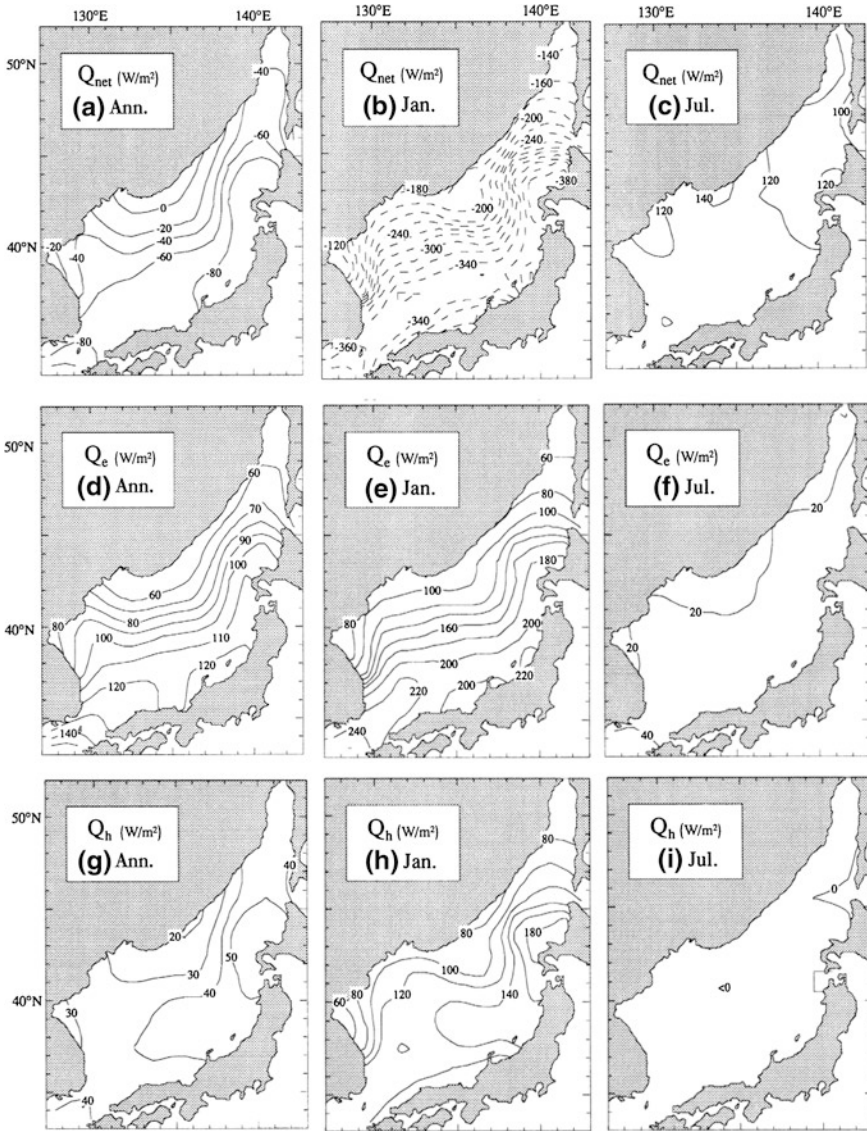 130°E 140°E
130°E 140°E
130°E 140°E
50°N
40°N
Qnet (W/m²)
(a) Ann.
-40
-60
0
-20
-40
-60
-20
-40
-80
-80
Qnet (W/m²)
(b) Jan.
-140
-160
-200
-240
-380
-180
-200
-120
-240
-300
-340
-340
-360
Qnet (W/m²)
(c) Jul.
100
120
120
140
120
50°N
40°N
Qe (W/m²)
(d) Ann.
60
70
90
100
60
80
80
100
110
120
120
140
Qe (W/m²)
(e) Jan.
60
80
100
180
100
80
160
200
200
220
220
200
240
Qe (W/m²)
(f) Jul.
20
20
20
40
50°N
40°N
Qh (W/m²)
(g) Ann.
40
20
50
30
40
30
40
Qh (W/m²)
(h) Jan.
80
80
180
100
80
120
140
60
Qh (W/m²)
(i) Jul.
0
<0